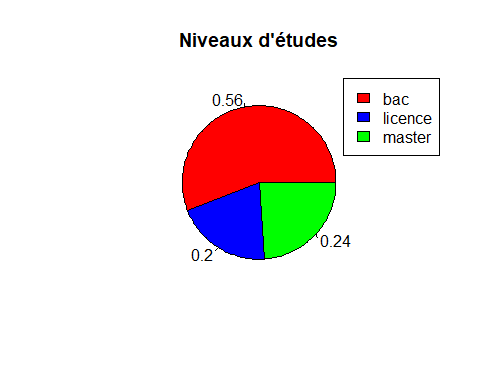 Niveaux d'études
bac
licence
master
0.56
0.2
0.24